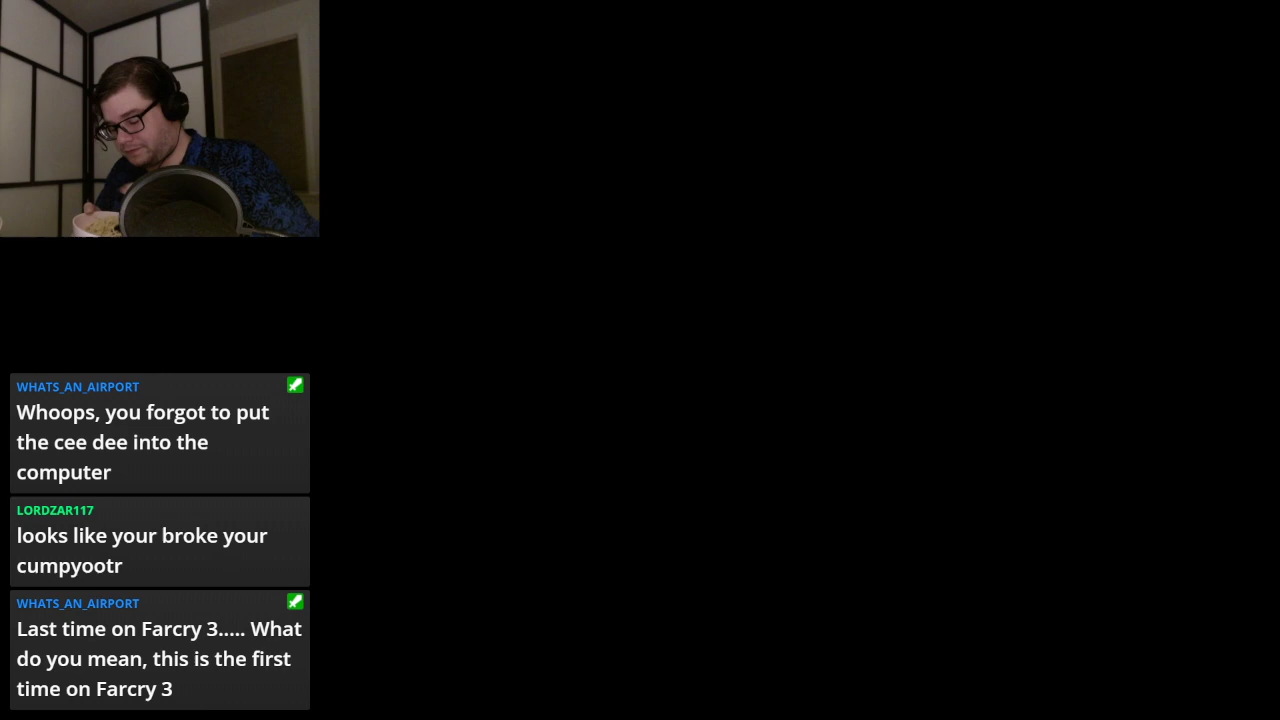 WHATS_AN_AIRPORT
Whoops, you forgot to put
the cee dee into the
computer
LORDZAR117
looks like your broke your
cumpyootr
WHATS_AN_AIRPORT
Last time on Farcry 3..... What
do you mean, this is the first
time on Farcry 3